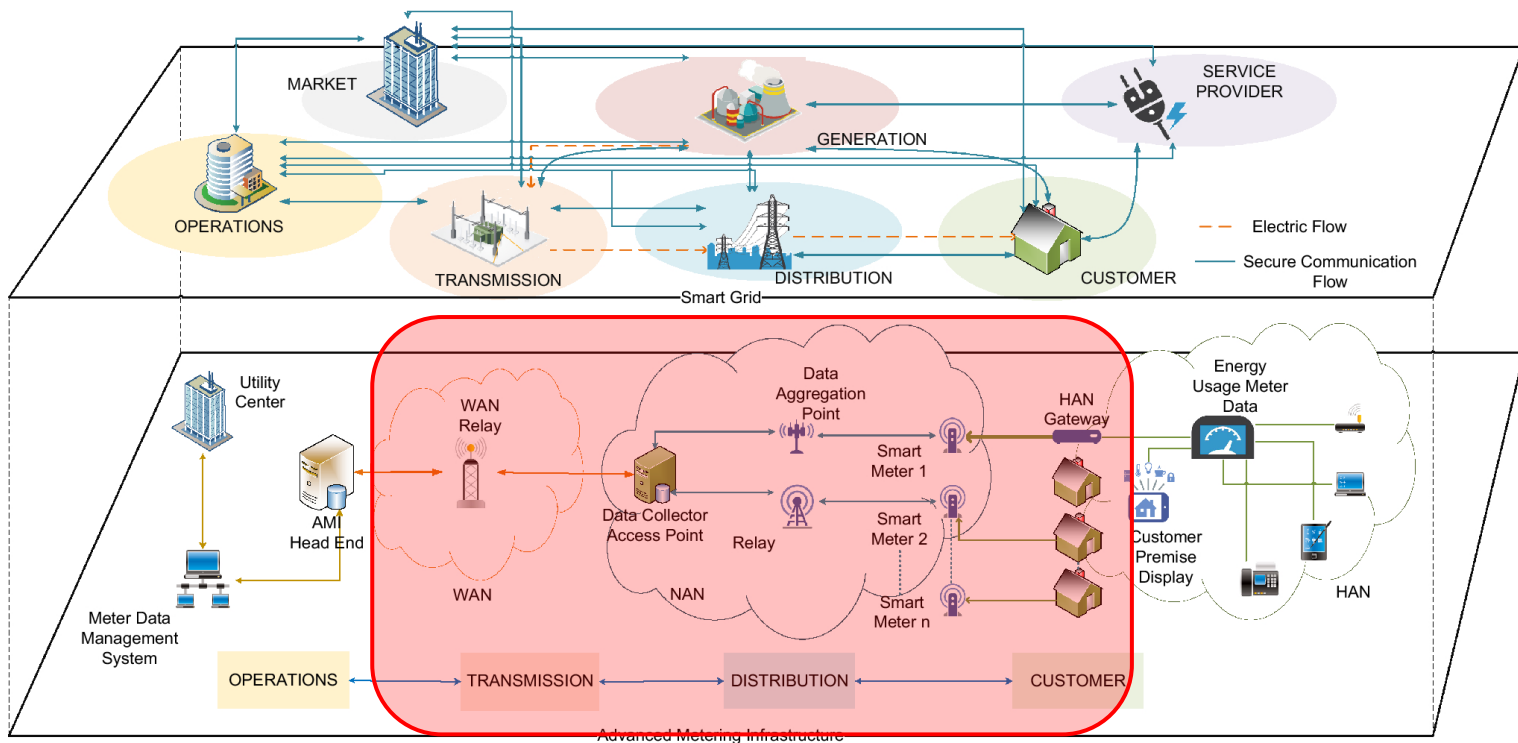 MARKET
SERVICE
PROVIDER
GENERATION
OPERATIONS
TRANSMISSION
DISTRIBUTION
CUSTOMER
Electric Flow
Secure Communication
Flow
Smart Grid
Utility
Center
AMI
Head End
Meter Data
Management
System
WAN
Relay
WAN
Data Collector
Access Point
Data
Aggregation
Point
Relay
NAN
Smart
Meter 1
Smart
Meter 2
Smart
Meter n
HAN
Gateway
Energy
Usage Meter
Data
Customer
Premise
Display
HAN
OPERATIONS
TRANSMISSION
DISTRIBUTION
CUSTOMER
Advanced Metering Infrastructure